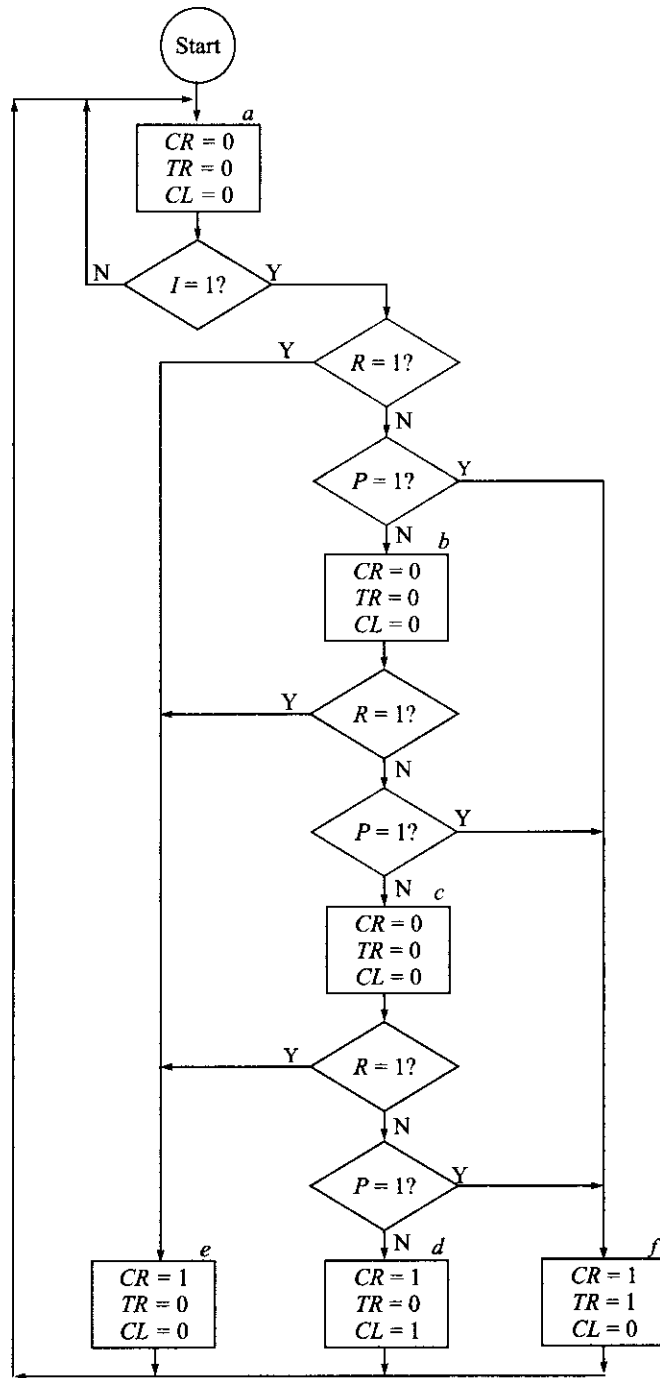 Start
a
CR = 0
TR = 0
CL = 0
N
I = 1?
Y
Y
R = 1?
N
P = 1?
Y
N
b
CR = 0
TR = 0
CL = 0
Y
R = 1?
N
P = 1?
Y
N
c
CR = 0
TR = 0
CL = 0
Y
R = 1?
N
P = 1?
Y
N
e
CR = 1
TR = 0
CL = 0
d
CR = 1
TR = 0
CL = 1
f
CR = 1
TR = 1
CL = 0